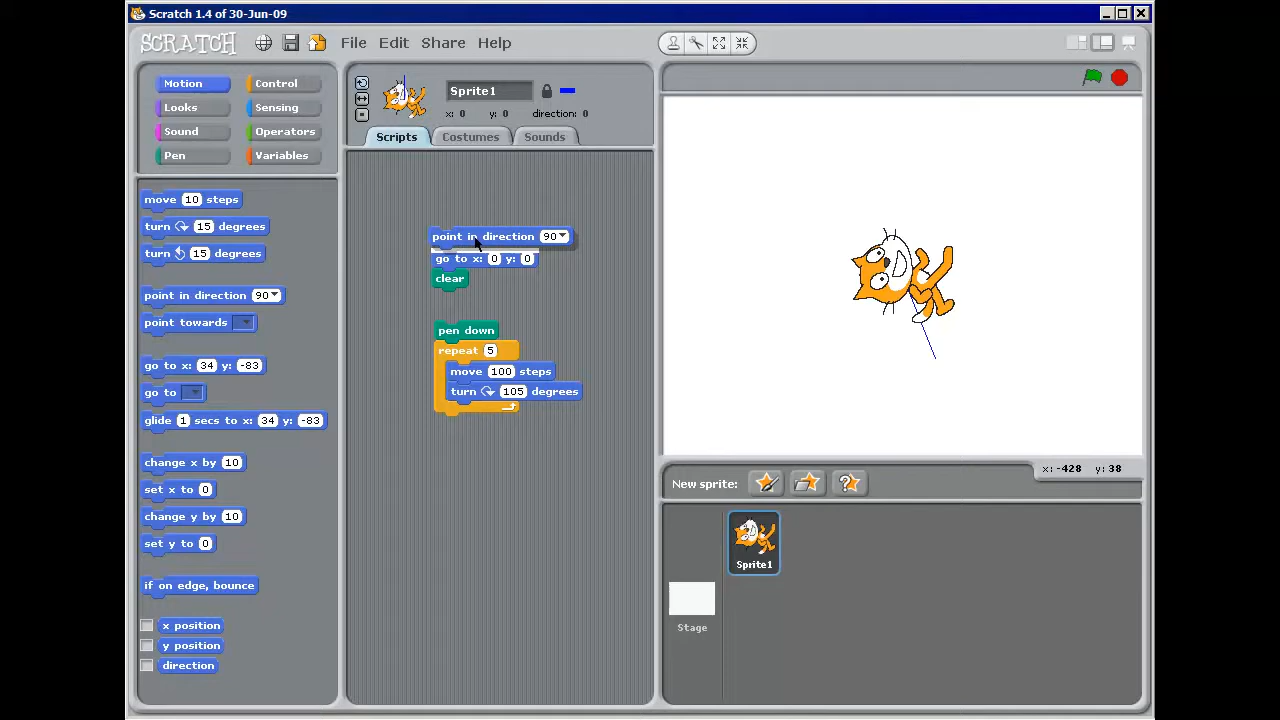 Scratch 1.4 of 30-Jun-09
SCRATCH File Edit Share Help
Motion Control
Looks Sensing
Sound Operators
Pen Variables
Sprite1
x: 0 y: 0 direction: 0
Scripts Costumes Sounds
move 10 steps
turn 15 degrees
turn 15 degrees
point in direction 90
point towards
go to x: 34 y: -83
go to
glide 1 secs to x: 34 y: -83
change x by 10
set x to 0
change y by 10
set y to 0
if on edge, bounce
x position
y position
direction
point in direction 90
go to x: 0 y: 0
clear
pen down
repeat 5
move 100 steps
turn 105 degrees
x: -428 y: 38
New sprite:
Sprite1
Stage